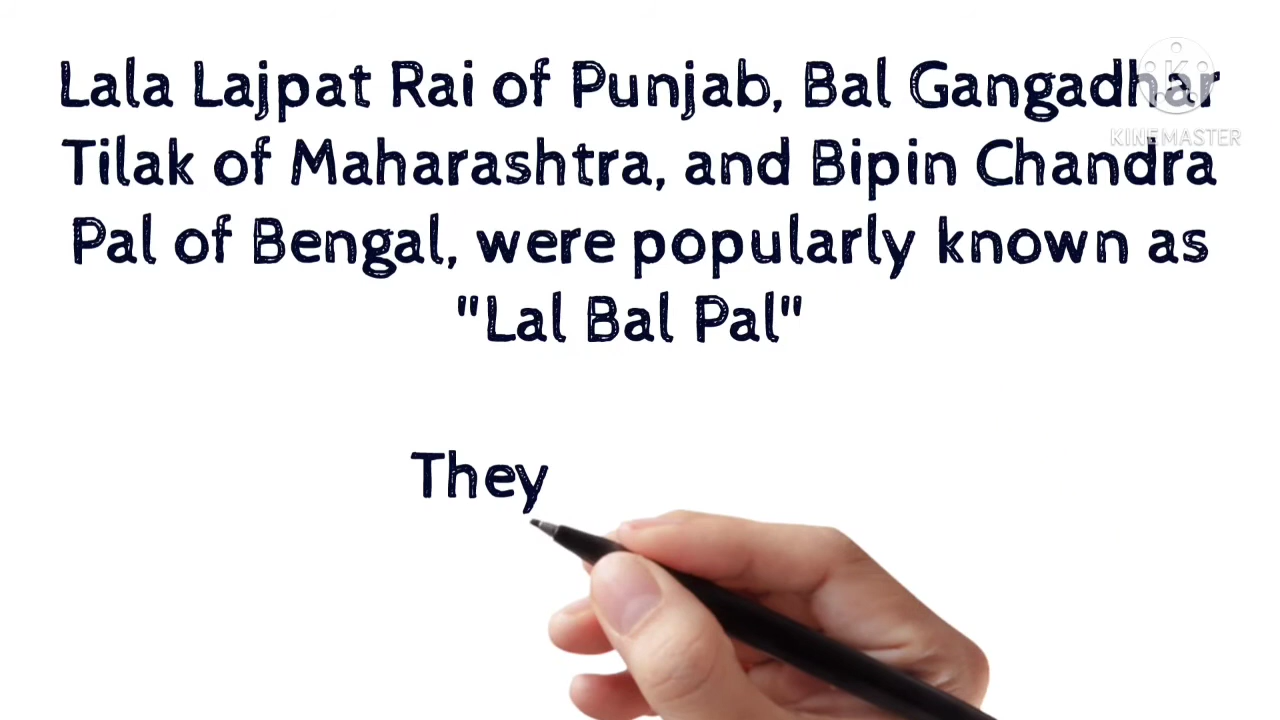 Lala Lajpat Rai of Punjab, Bal Gangadhar
Tilak of Maharashtra, and Bipin Chandra
Pal of Bengal, were popularly known as
"Lal Bal Pal"
They
K
KINEMASTER